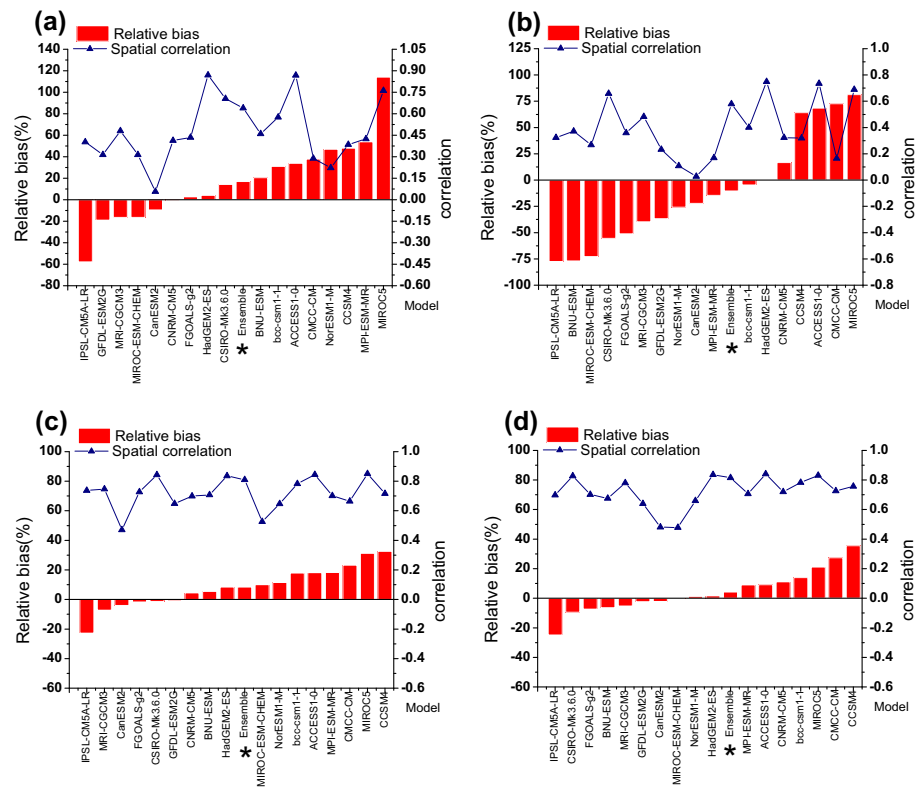 (a)
Relative bias
Spatial correlation
Relative bias(%)
140
120
100
80
60
40
20
0
-20
-40
-60
-80
1.05
0.90
0.75
0.60
0.45
0.30
0.15
0.00
-0.15
-0.30
-0.45
-0.60
correlation
Model
IPSL-CM5A-LR
GFDL-ESM2G
MRI-CGCM3
MIROC-ESM-CHEM
CanESM2
CNRM-CM5
FGOALS-g2
HadGEM2-ES
CSIRO-Mk3.6.0
Ensemble
*
BNU-ESM
bcc-csm1-1
ACCESS1-0
CMCC-CM
NorESM1-M
CCSM4
MPI-ESM-MR
MIROC5
(b)
Relative bias
Spatial correlation
Relative bias(%)
125
100
75
50
25
0
-25
-50
-75
-100
1.0
0.8
0.6
0.4
0.2
0.0
0.2
0.4
0.6
0.8
correlation
Model
IPSL-CM5A-LR
BNU-ESM
MIROC-ESM-CHEM
CSIRO-Mk3.6.0
FGOALS-g2
MRI-CGCM3
GFDL-ESM2G
NorESM1-M
CanESM2
MPI-ESM-MR
Ensemble
*
bcc-csm1-1
HadGEM2-ES
CNRM-CM5
CCSM4
ACCESS1-0
CMCC-CM
MIROC5
(c)
Relative bias
Spatial correlation
Relative bias(%)
100
80
60
40
20
0
-20
-40
-60
1.0
0.8
0.6
0.4
0.2
0.0
0.2
0.4
0.6
correlation
Model
IPSL-CM5A-LR
MRI-CGCM3
CanESM2
FGOALS-g2
CSIRO-Mk3.6.0
GFDL-ESM2G
CNRM-CM5
BNU-ESM
HadGEM2-ES
Ensemble
*
MIROC-ESM-CHEM
NorESM1-M
bcc-csm1-1
ACCESS1-0
MPI-ESM-MR
CMCC-CM
MIROC5
CCSM4
(d)
Relative bias
Spatial correlation
Relative bias(%)
100
80
60
40
20
0
-20
-40
-60
1.0
0.8
0.6
0.4
0.2
0.0
0.2
0.4
0.6
correlation
Model
IPSL-CM5A-LR
CSIRO-Mk3.6.0
FGOALS-g2
BNU-ESM
MRI-CGCM3
GFDL-ESM2G
CanESM2
MIROC-ESM-CHEM
NorESM1-M
HadGEM2-ES
Ensemble
*
MPI-ESM-MR
ACCESS1-0
CNRM-CM5
bcc-csm1-1
MIROC5
CMCC-CM
CCSM4